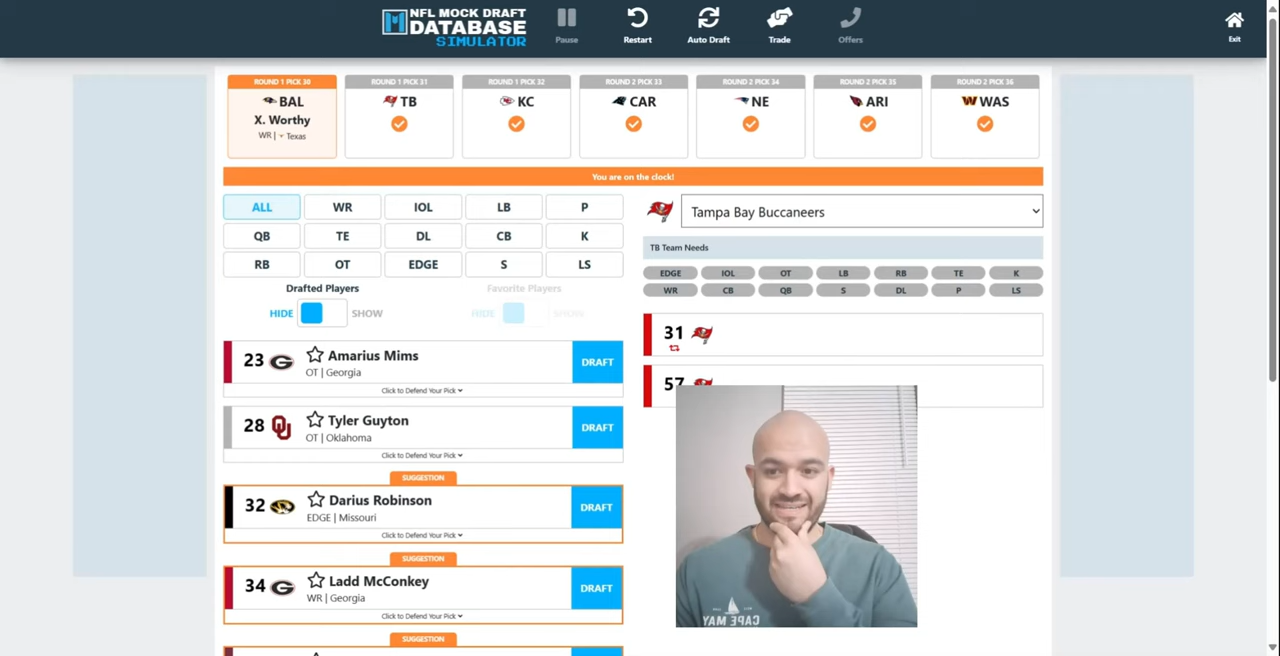 NFL MOCK DRAFT
DATABASE
SIMULATOR
Pause
Restart
Auto Draft
Trade
Offers
Exit
ROUND 1 PICK 30
BAL
X. Worthy
WR | Texas
ROUND 1 PICK 31
TB
ROUND 1 PICK 32
KC
ROUND 2 PICK 33
CAR
ROUND 2 PICK 34
NE
ROUND 2 PICK 35
ARI
ROUND 2 PICK 36
WAS
You are on the clock!
ALL WR IOL LB P
QB TE DL CB K
RB OT EDGE S LS
Drafted Players
HIDE SHOW
Favorite Players
HIDE SHOW
23 Amarius Mims
OT | Georgia
DRAFT
Click to Defend Your Pick
28 Tyler Guyton
OT | Oklahoma
DRAFT
Click to Defend Your Pick
SUGGESTION
32 Darius Robinson
EDGE | Missouri
DRAFT
Click to Defend Your Pick
SUGGESTION
34 Ladd McConkey
WR | Georgia
DRAFT
Click to Defend Your Pick
SUGGESTION
Tampa Bay Buccaneers
TB Team Needs
EDGE IOL OT LB RB TE K
WR CB QB S DL P LS
31
57
CAPE MAY